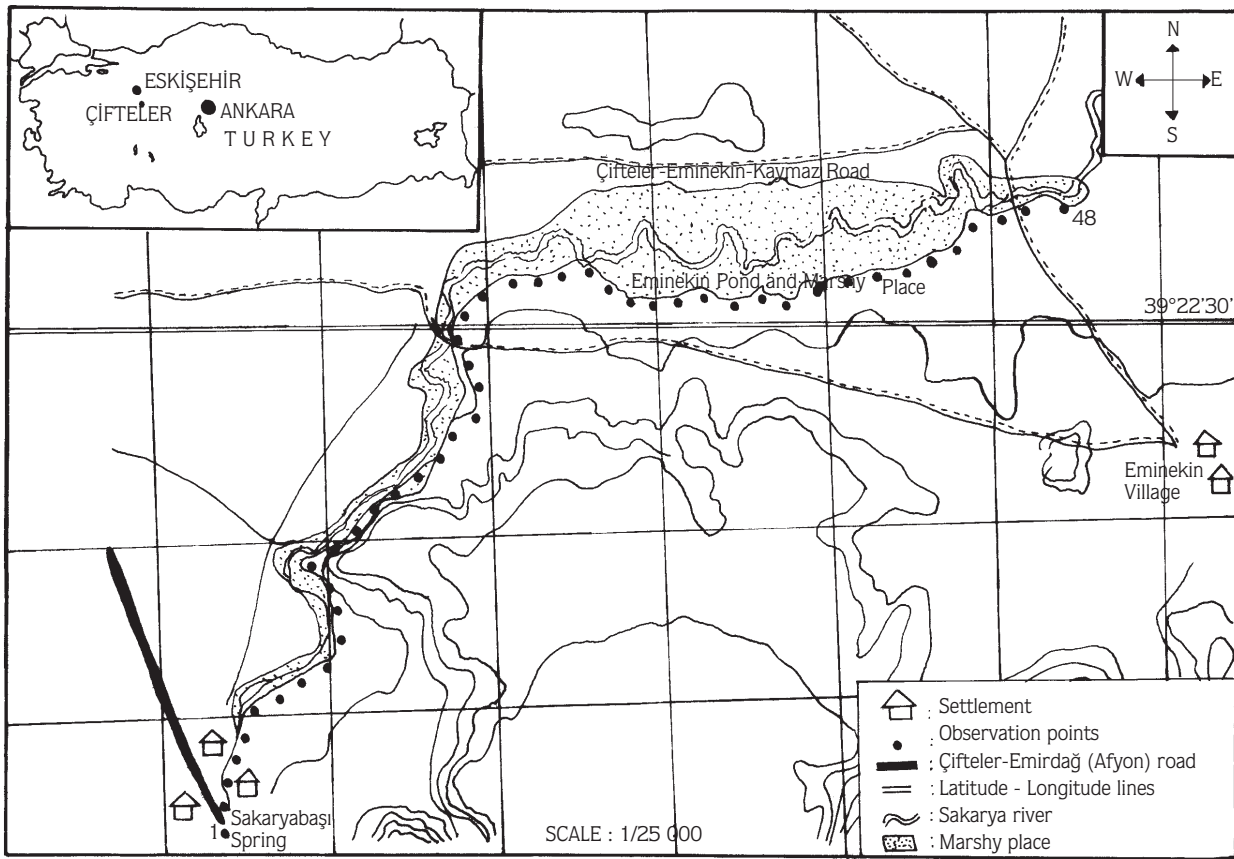 ESKİŞEHİR
ÇİFTELER
ANKARA
TURKEY
N
W E
S
Çifteler-Eminekin-Kaymaz Road
48
Eminekin Pond and Marshy Place
39°22'30'
Eminekin
Village
1
Sakaryabaşı
Spring
SCALE : 1/25 000
: Settlement
: Observation points
: Çifteler-Emirdağ (Afyon) road
: Latitude - Longitude lines
: Sakarya river
: Marshy place